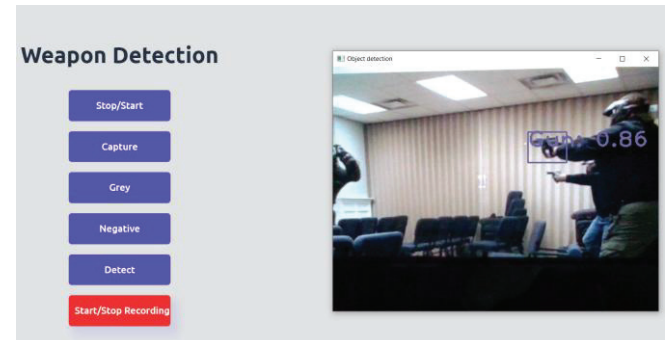 Weapon Detection
Stop/Start
Capture
Grey
Negative
Detect
Start/Stop Recording
Object detection
Gun: 0.86